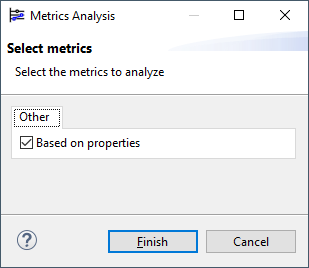 Metrics Analysis
Select metrics
Select the metrics to analyze
Other
Based on properties
?
Finish
Cancel